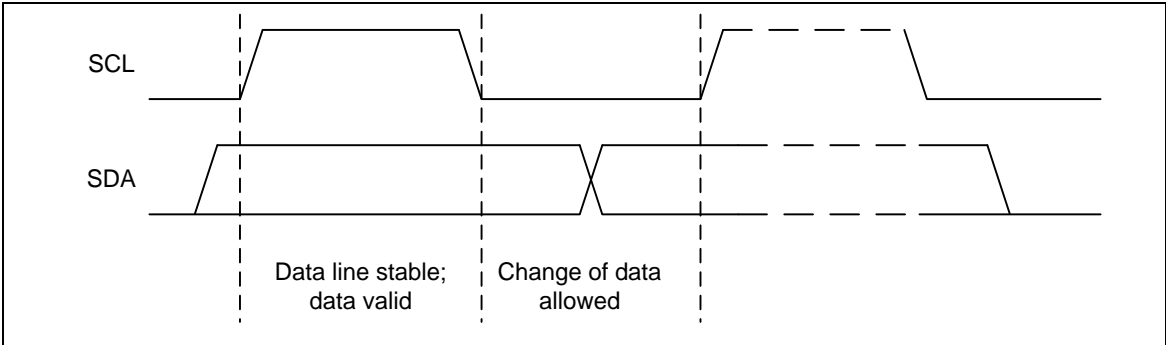 SCL
SDA
Data line stable;
data valid
Change of data
allowed